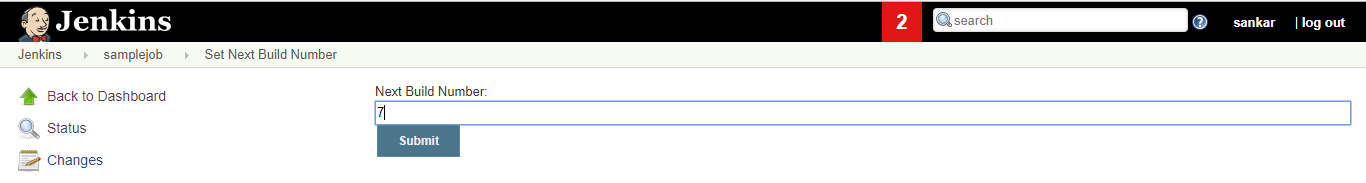 Jenkins 2 search sankar | log out
Jenkins samplejob Set Next Build Number
Back to Dashboard
Status
Changes
Next Build Number:
7
Submit